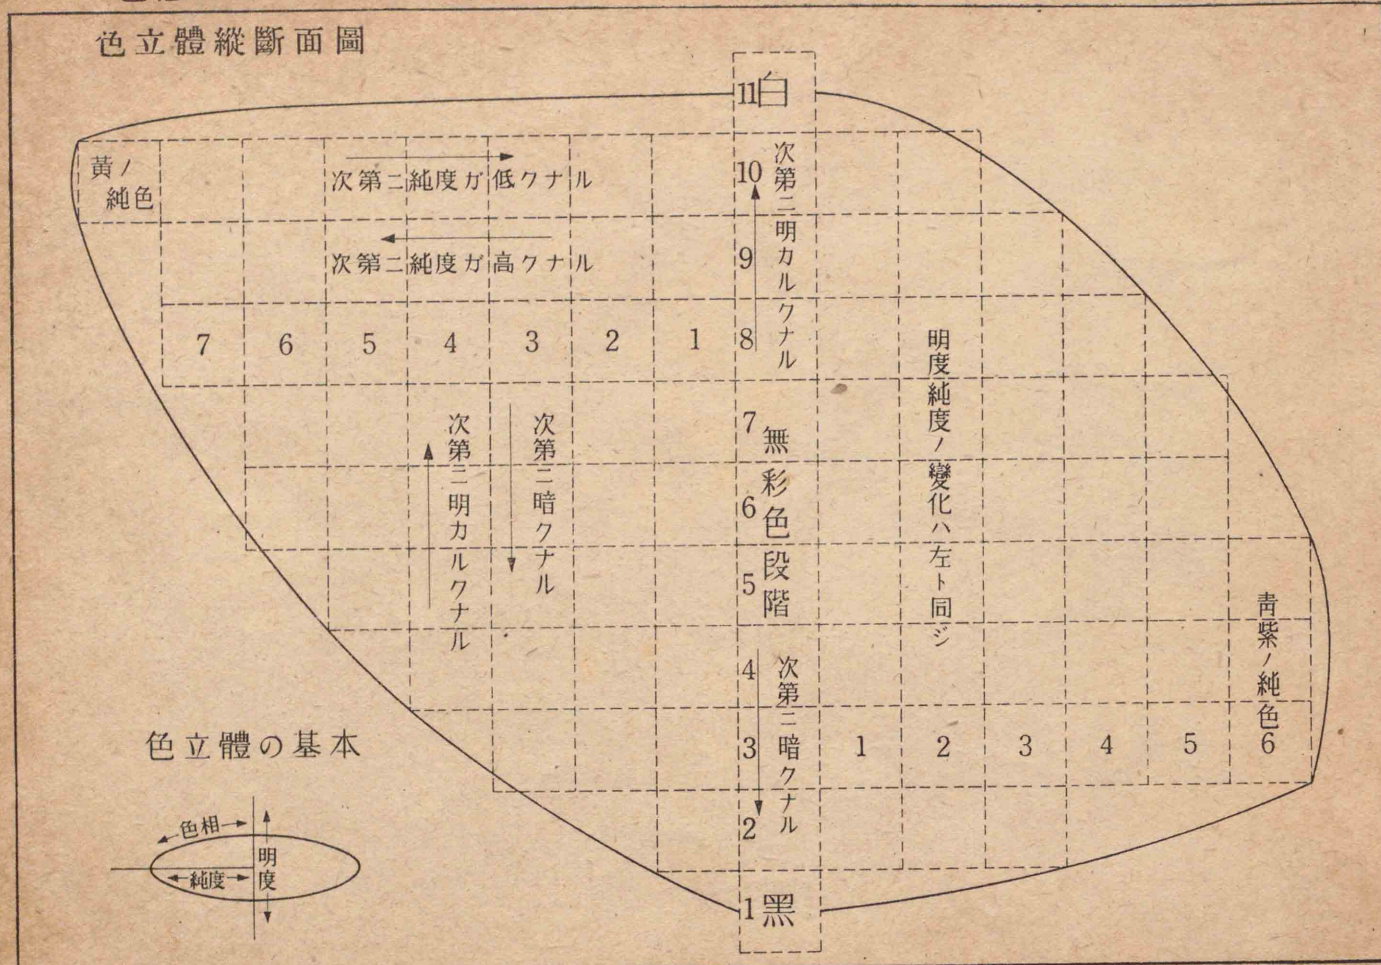 色立體縱斷面圖
11白
黃ノ
純色
次第ニ純度ガ低クナル
10
次第ニ明カルクナル
次第ニ純度ガ高クナル
9
7 6 5 4 3 2 1 8
明度純度ノ變化ハ左ト同ジ
次第ニ明カルクナル
次第ニ暗クナル
7
無彩色段階
6
5
靑紫ノ純色
4
次第ニ暗クナル
3 1 2 3 4 5 6
2
1黑
色立體の基本
色相
明度
純度